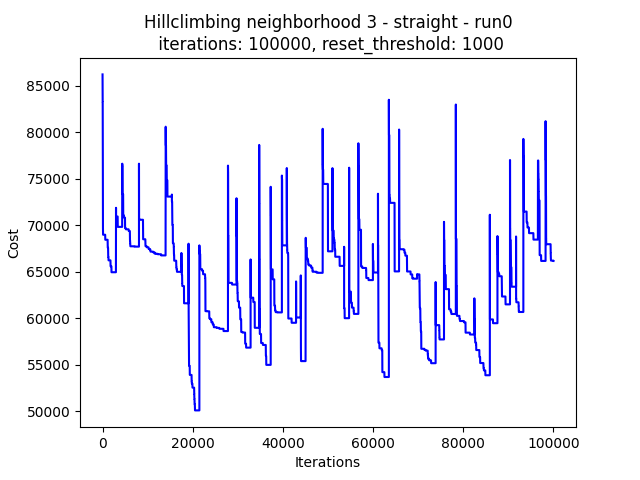 Hillclimbing neighborhood 3 - straight - run0
iterations: 100000, reset_threshold: 1000
85000
80000
75000
70000
65000
60000
55000
50000
Cost
0 20000 40000 60000 80000 100000
Iterations